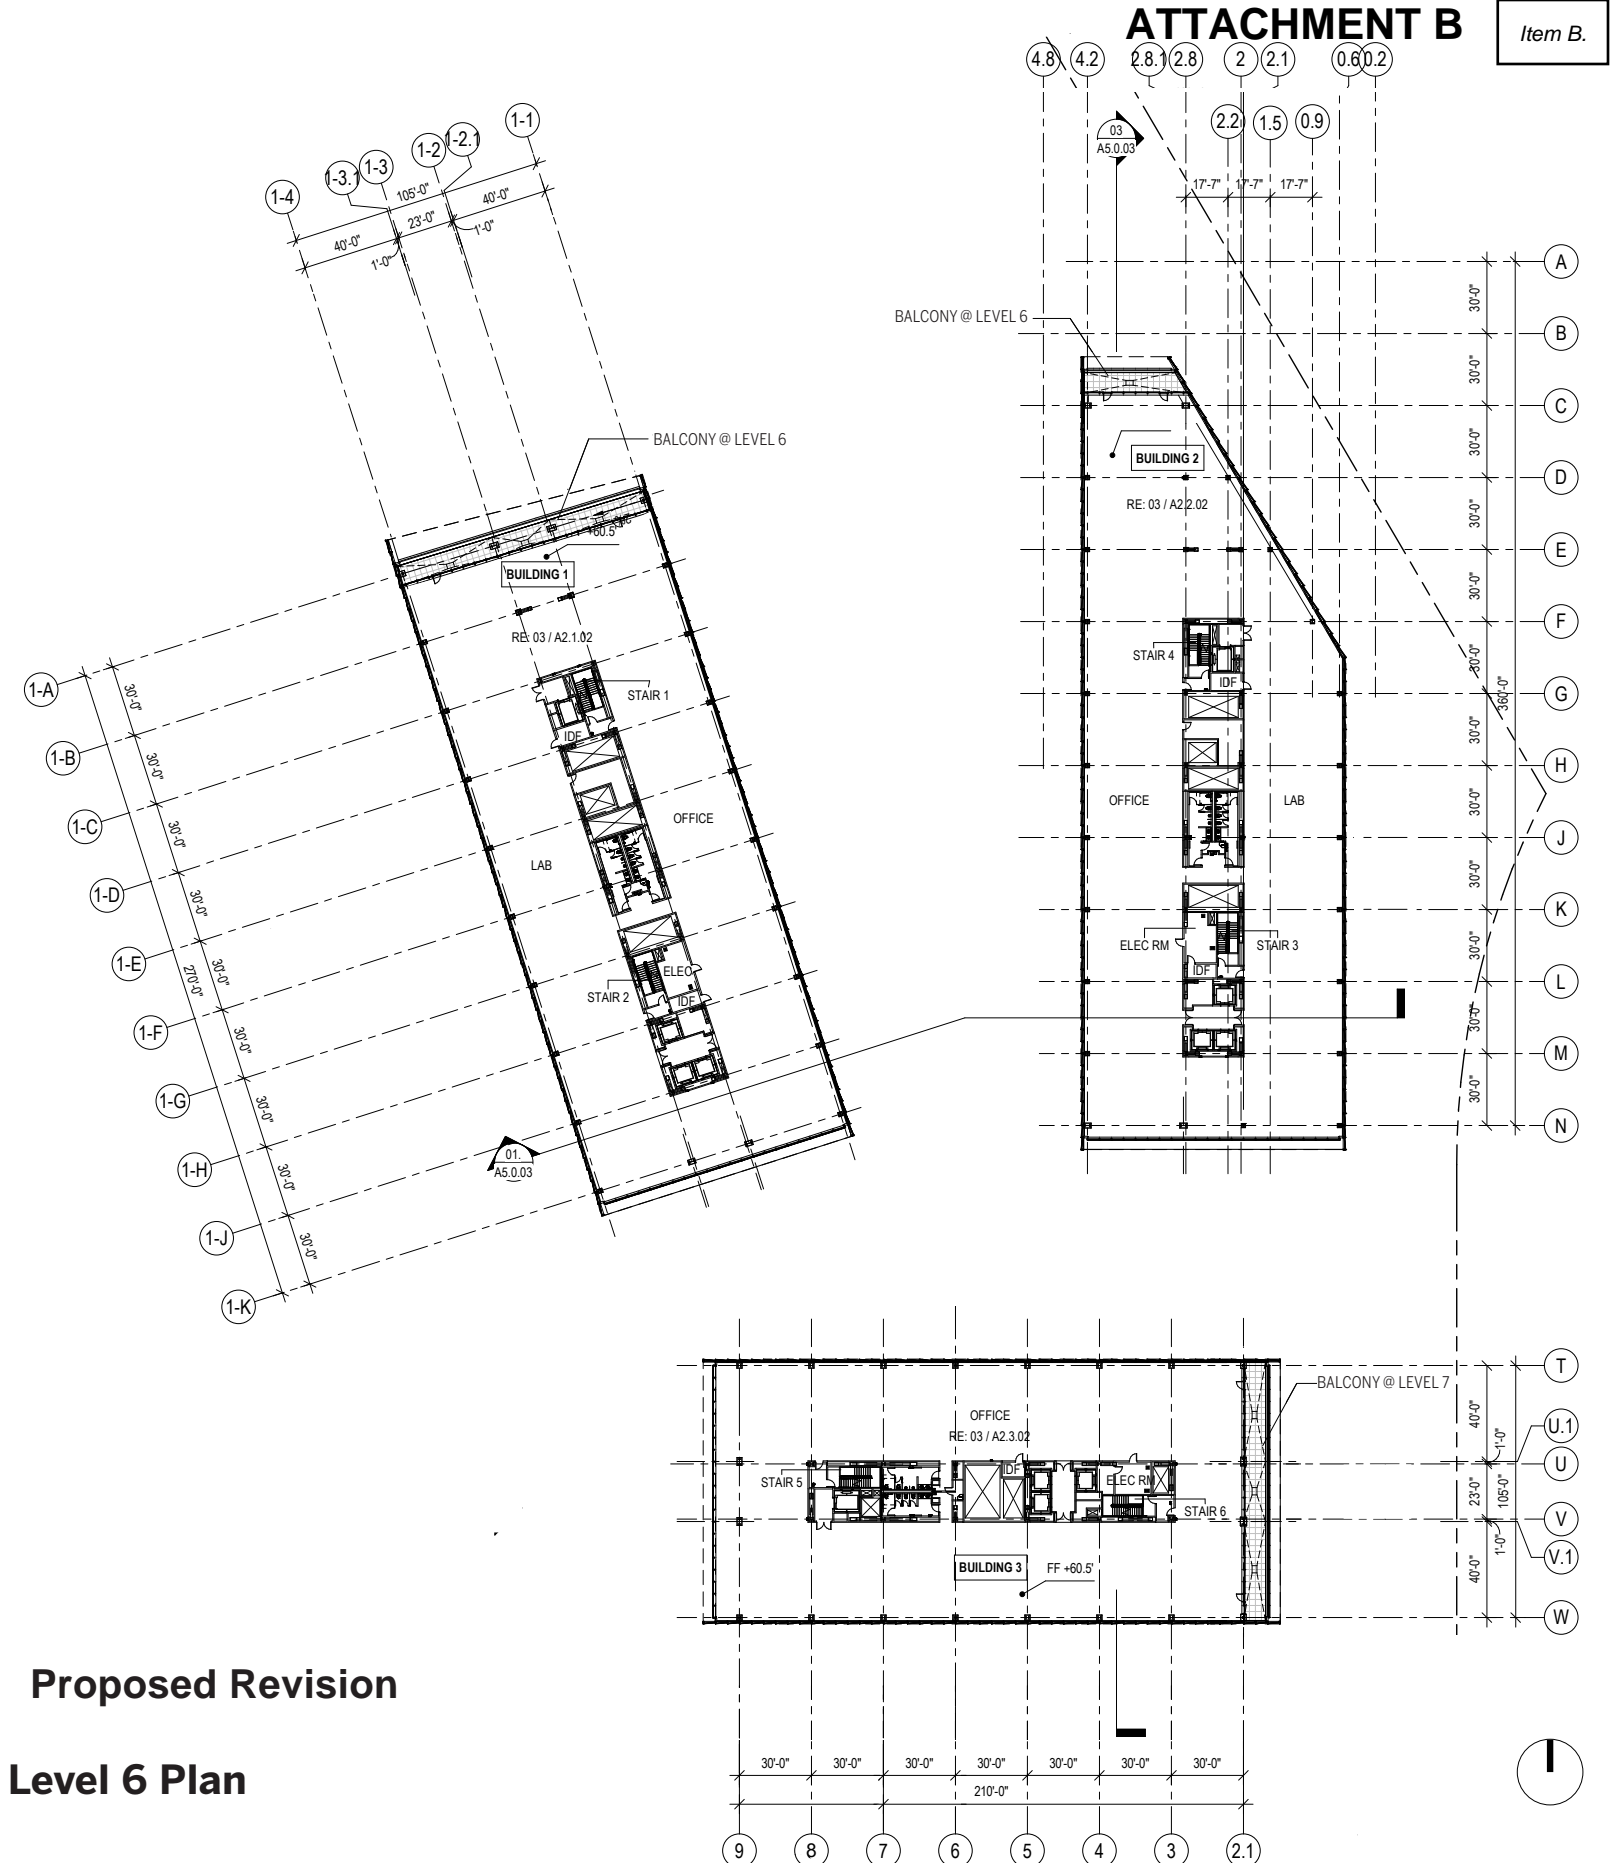 ATTACHMENT B
Item B.
4.8
4.2
2.8.1
2.8
2
2.1
0.6
0.2
2.2
1.5
0.9
03
A5.0.03
17'-7"
17'-7"
17'-7"
1-4
1-3.1
1-3
1-2
1-2.1
1-1
105'-0"
40'-0"
23'-0"
40'-0"
1'-0"
1'-0"
BALCONY @ LEVEL 6
BALCONY @ LEVEL 6
+60.5'
BUILDING 1
RE: 03 / A2.1.02
STAIR 1
IDF
OFFICE
LAB
ELEC
STAIR 2
IDF
01.
A5.0.03
1-A
1-B
1-C
1-D
1-E
1-F
1-G
1-H
1-J
1-K
30'-0"
30'-0"
30'-0"
30'-0"
30'-0"
30'-0"
30'-0"
30'-0"
30'-0"
270'-0"
BUILDING 2
RE: 03 / A2.2.02
STAIR 4
IDF
OFFICE
LAB
ELEC RM
STAIR 3
IDF
A
B
C
D
E
F
G
H
J
K
L
M
N
30'-0"
30'-0"
30'-0"
30'-0"
30'-0"
30'-0"
30'-0"
30'-0"
30'-0"
30'-0"
30'-0"
30'-0"
360'-0"
BALCONY @ LEVEL 7
OFFICE
RE: 03 / A2.3.02
STAIR 5
IDF
ELEC RM
STAIR 6
BUILDING 3
FF +60.5'
T
U.1
U
V
V.1
W
40'-0"
1'-0"
23'-0"
105'-0"
1'-0"
40'-0"
Proposed Revision
Level 6 Plan
30'-0"
30'-0"
30'-0"
30'-0"
30'-0"
30'-0"
30'-0"
210'-0"
9
8
7
6
5
4
3
2.1